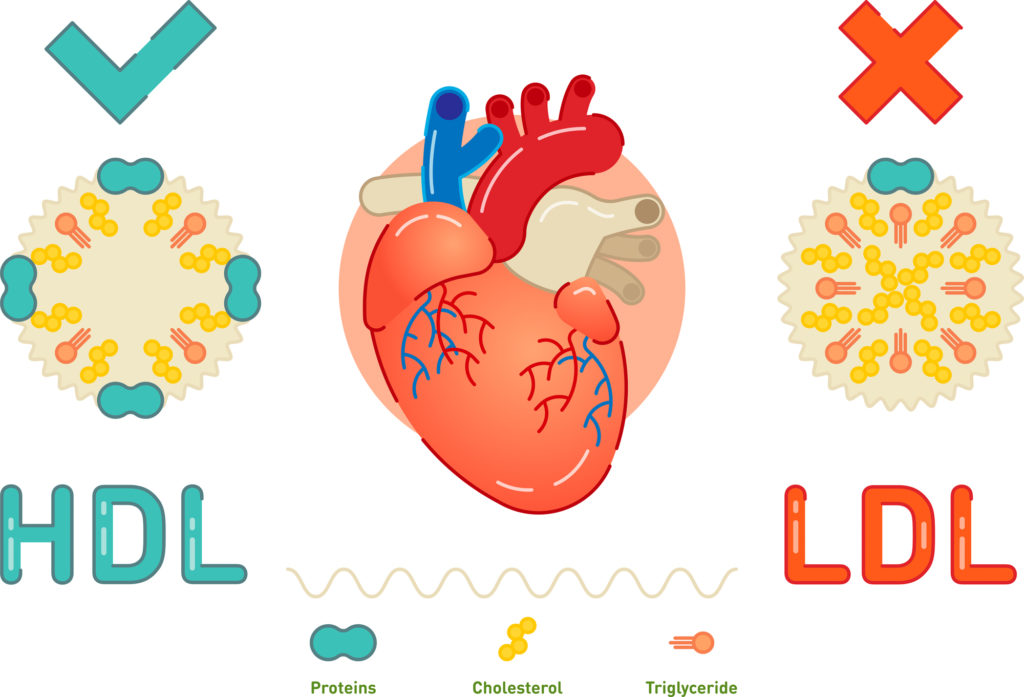 HDL
LDL
Proteins
Cholesterol
Triglyceride